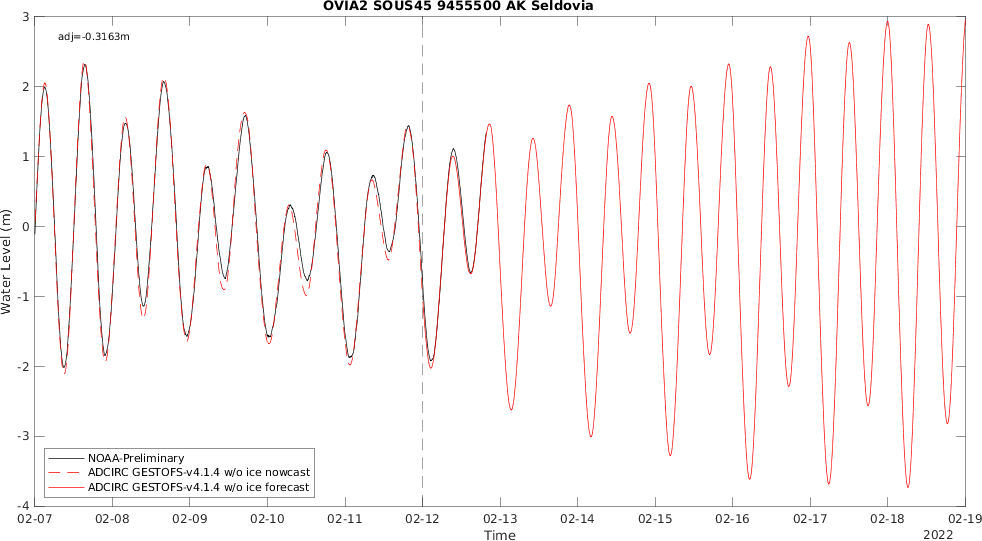 OVIA2 SOUS45 9455500 AK Seldovia
adj=-0.3163m
3
2
1
0
-1
-2
-3
-4
Water Level (m)
NOAA-Preliminary
ADCIRC GESTOFS-v4.1.4 w/o ice nowcast
ADCIRC GESTOFS-v4.1.4 w/o ice forecast
02-07 02-08 02-09 02-10 02-11 02-12 02-13 02-14 02-15 02-16 02-17 02-18 02-19
Time
2022